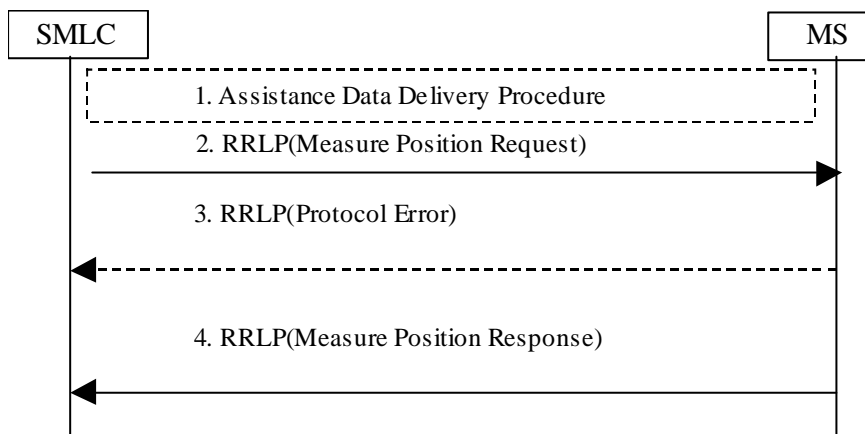 SMLC
MS
1. Assistance Data Delivery Procedure
2. RRLP(Measure Position Request)
3. RRLP(Protocol Error)
4. RRLP(Measure Position Response)